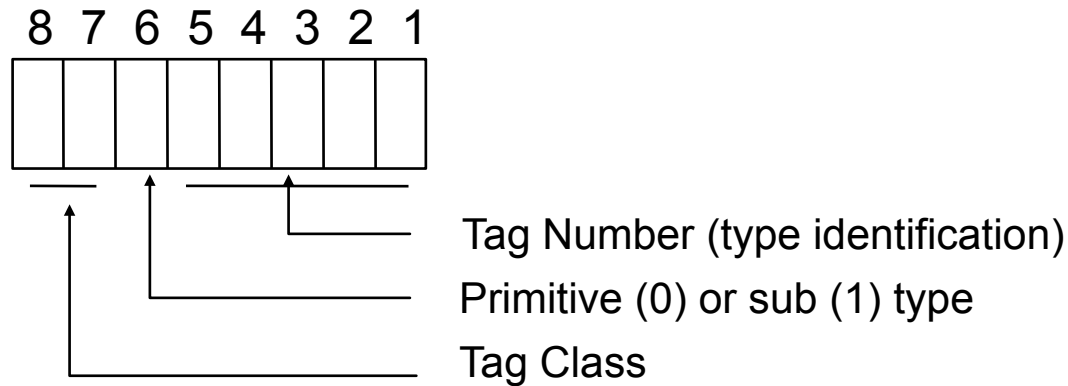 8 7 6 5 4 3 2 1
Tag Number (type identification)
Primitive (0) or sub (1) type
Tag Class